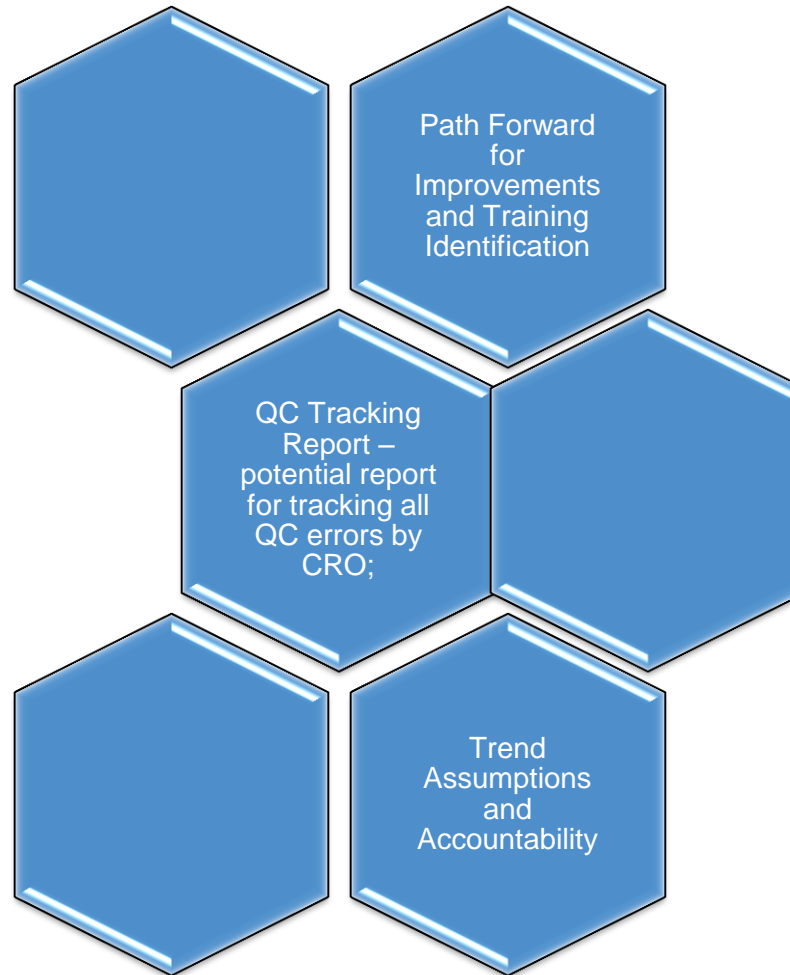 Path Forward
for
Improvements
and Training
Identification
QC Tracking
Report –
potential report
for tracking all
QC errors by
CRO;
Trend
Assumptions
and
Accountability